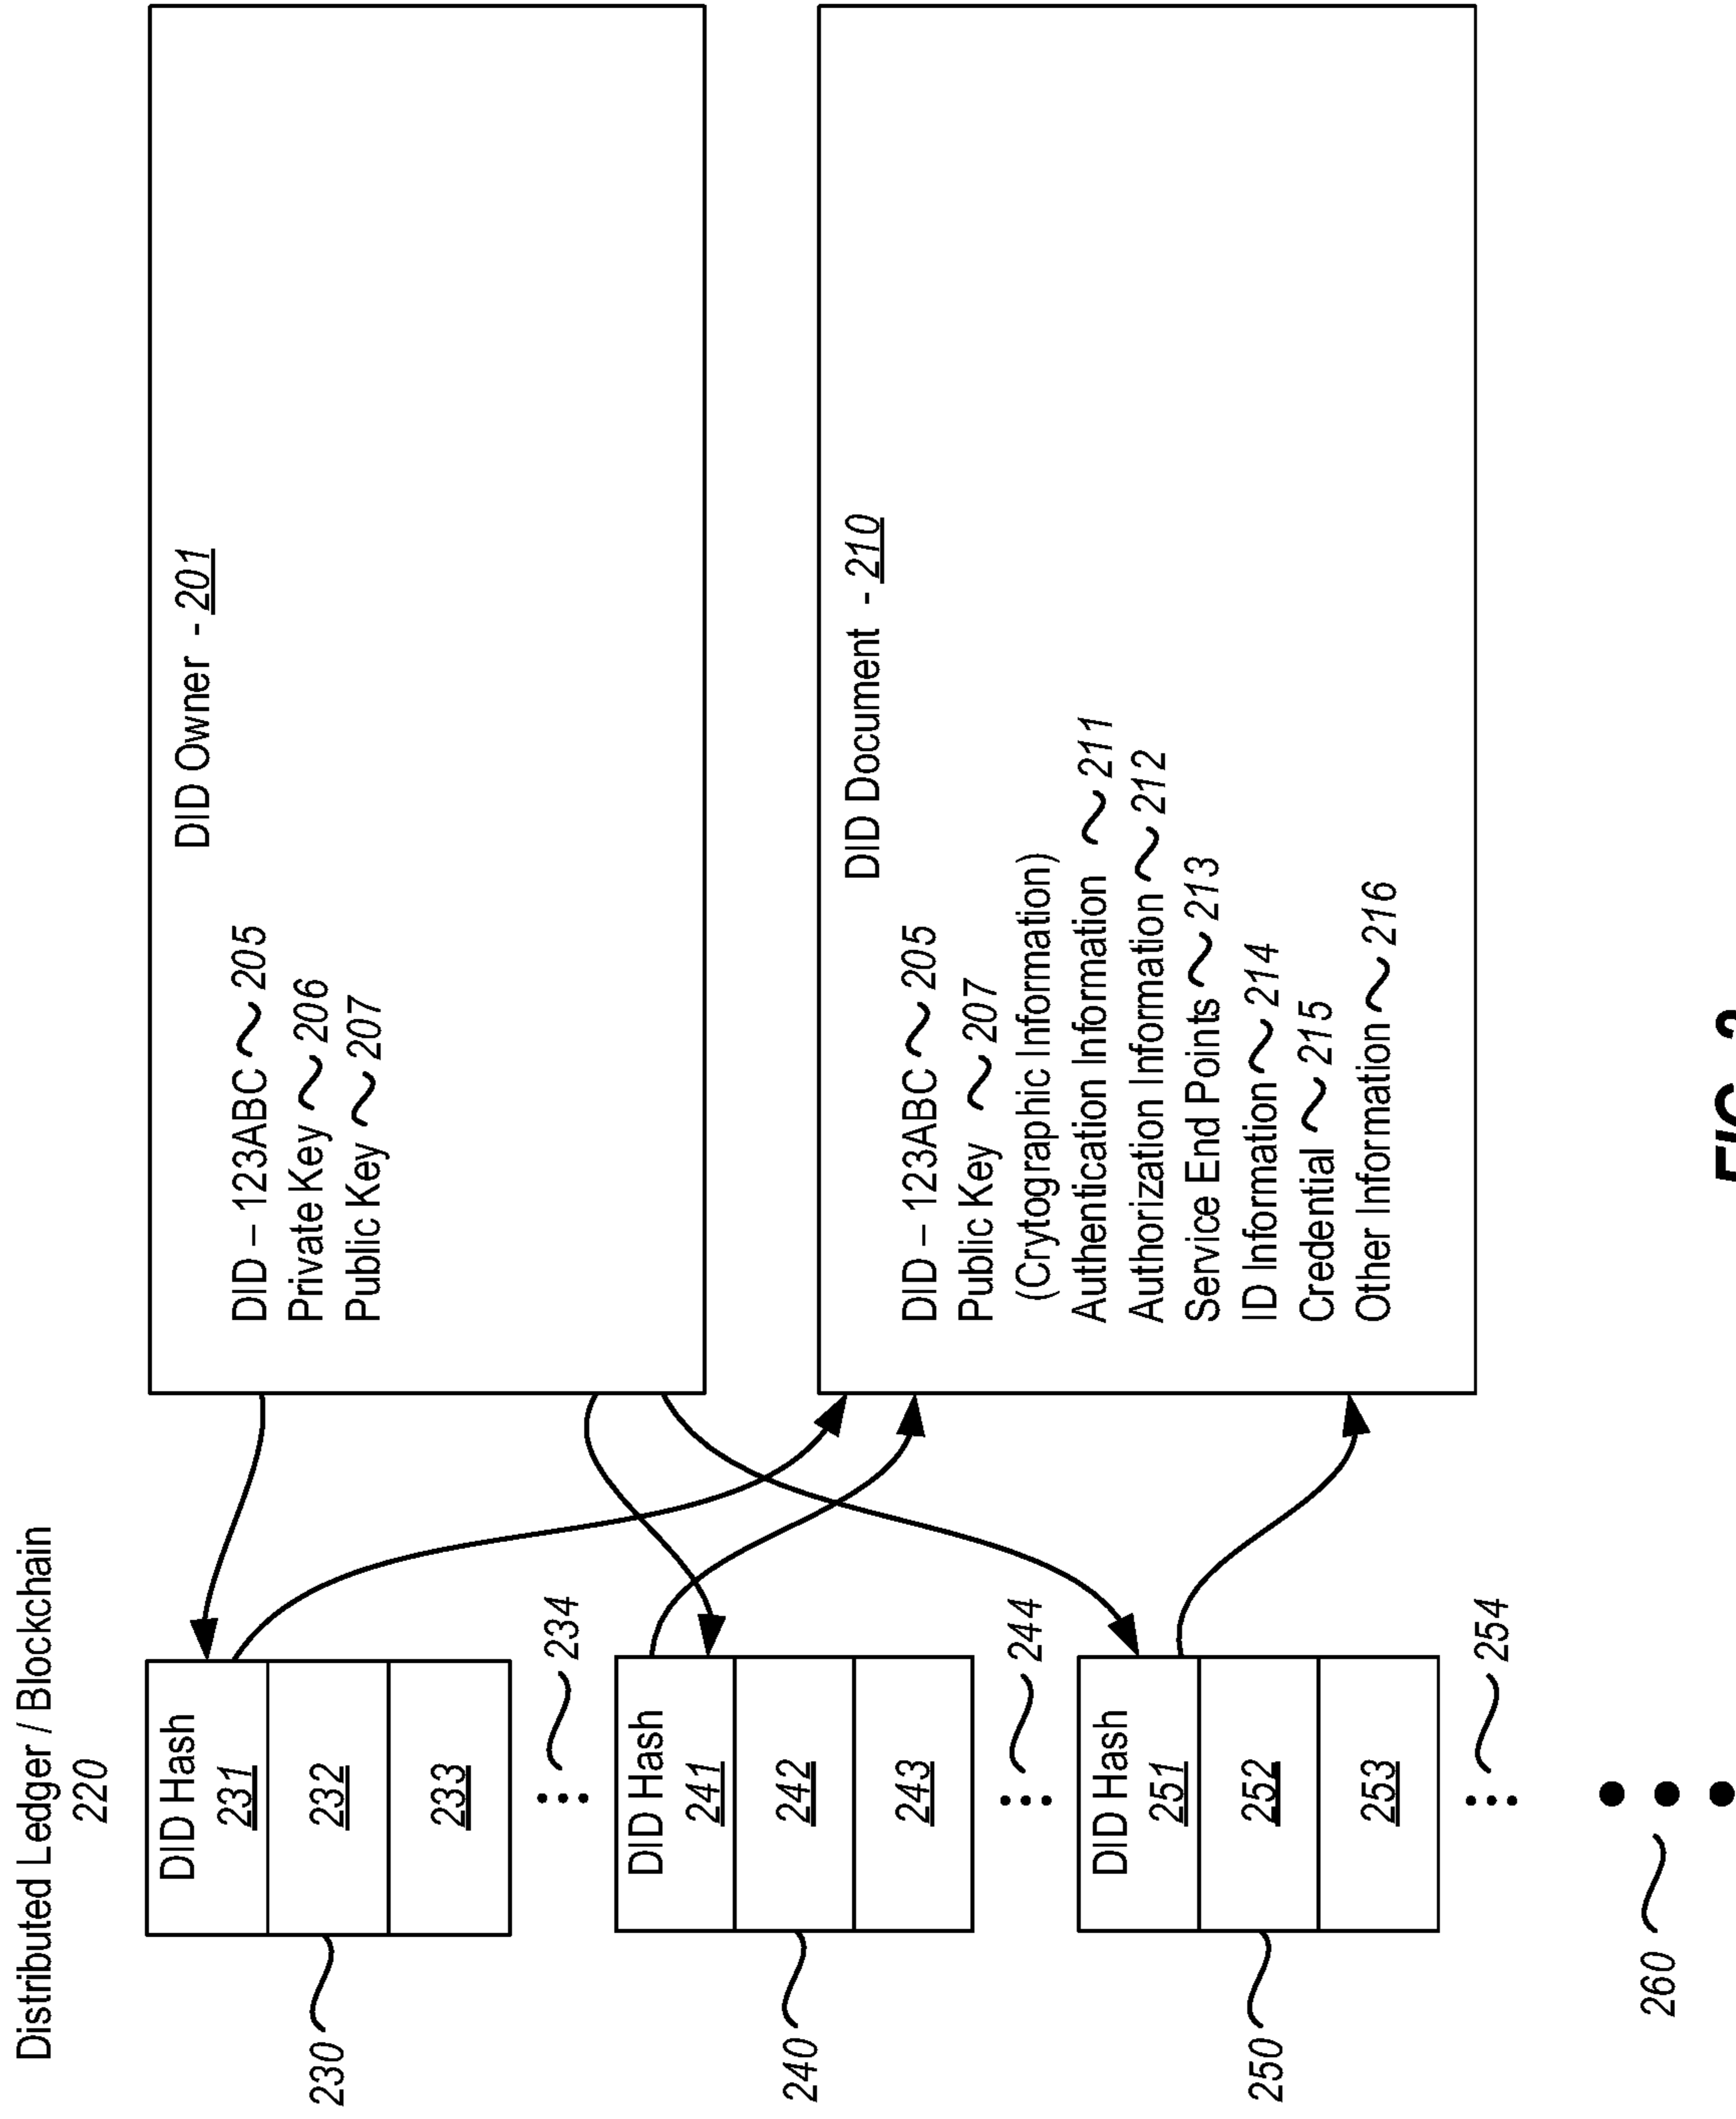 Distributed Ledger / Blockchain
220
DID Hash
231
232
233
234
230
DID Hash
241
242
243
244
240
DID Hash
251
252
253
254
250
260
DID Owner - 201
DID – 123ABC ~ 205
Private Key ~ 206
Public Key ~ 207
DID Document - 210
DID – 123ABC ~ 205
Public Key ~ 207
(Crytographic Information)
Authentication Information ~ 211
Authorization Information ~ 212
Service End Points ~ 213
ID Information ~ 214
Credential ~ 215
Other Information ~ 216